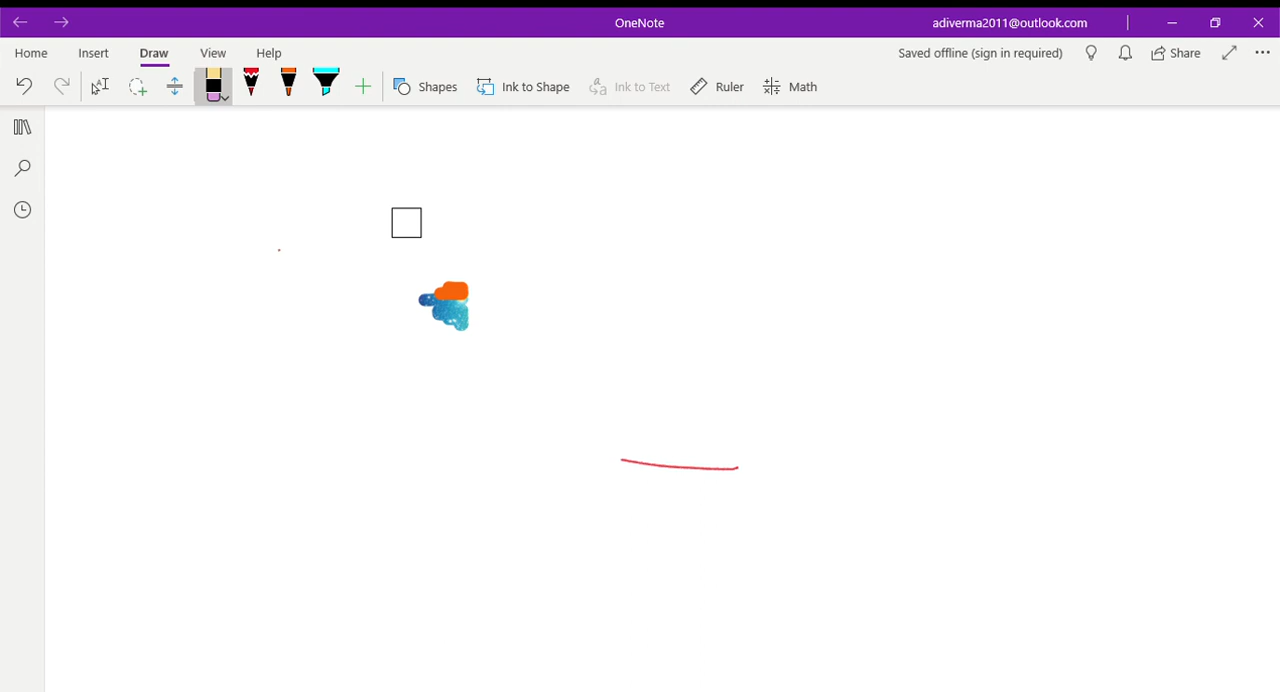 OneNote
adiverma2011@outlook.com
Home Insert Draw View Help
Saved offline (sign in required) Share
Shapes Ink to Shape Ink to Text Ruler Math